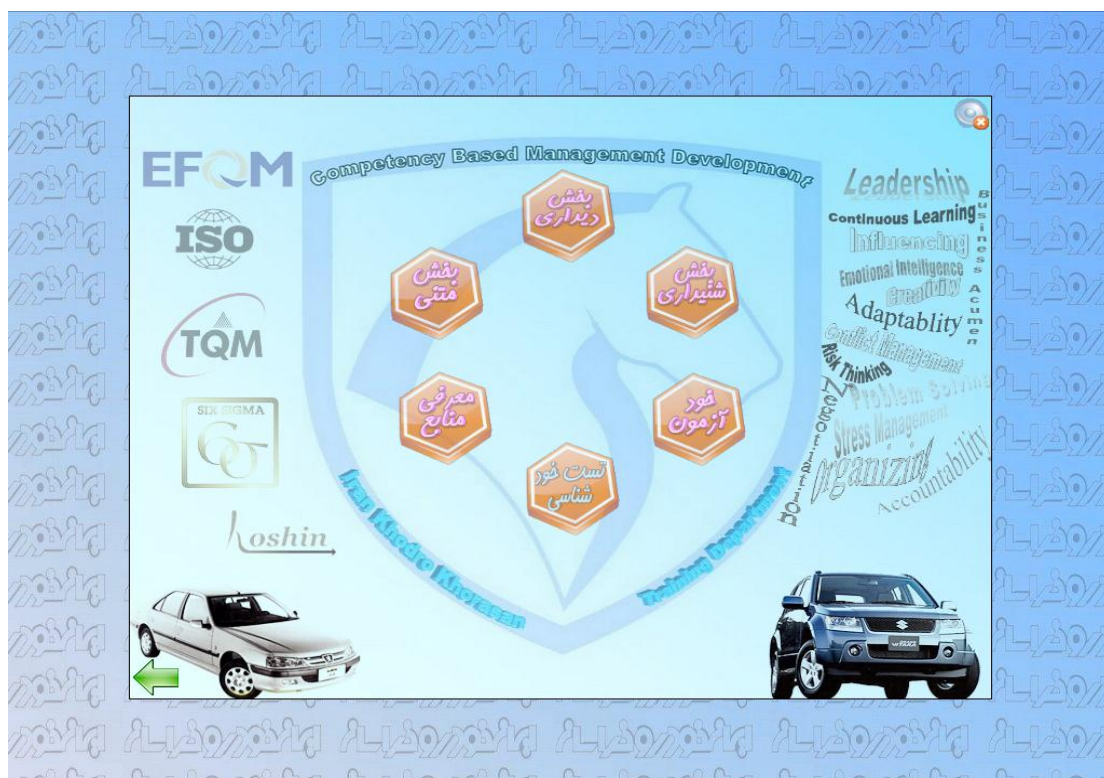 Competency Based Management Development
EFQM
ISO
TQM
SIX SIGMA
6σ
hoshin
بخش
دیداری
بخش
متنی
بخش
شنیداری
معرفی
منابع
خود
آزمون
تست خود
شناسی
Iran Khodro Khorasan
Training Department
Leadership
Business Acumen
Continuous Learning
Influencing
Emotional Intelligence
Creativity
Adaptablity
Conflict Management
Risk Thinking
Problem Solving
Stress Management
Organizing
Accountability